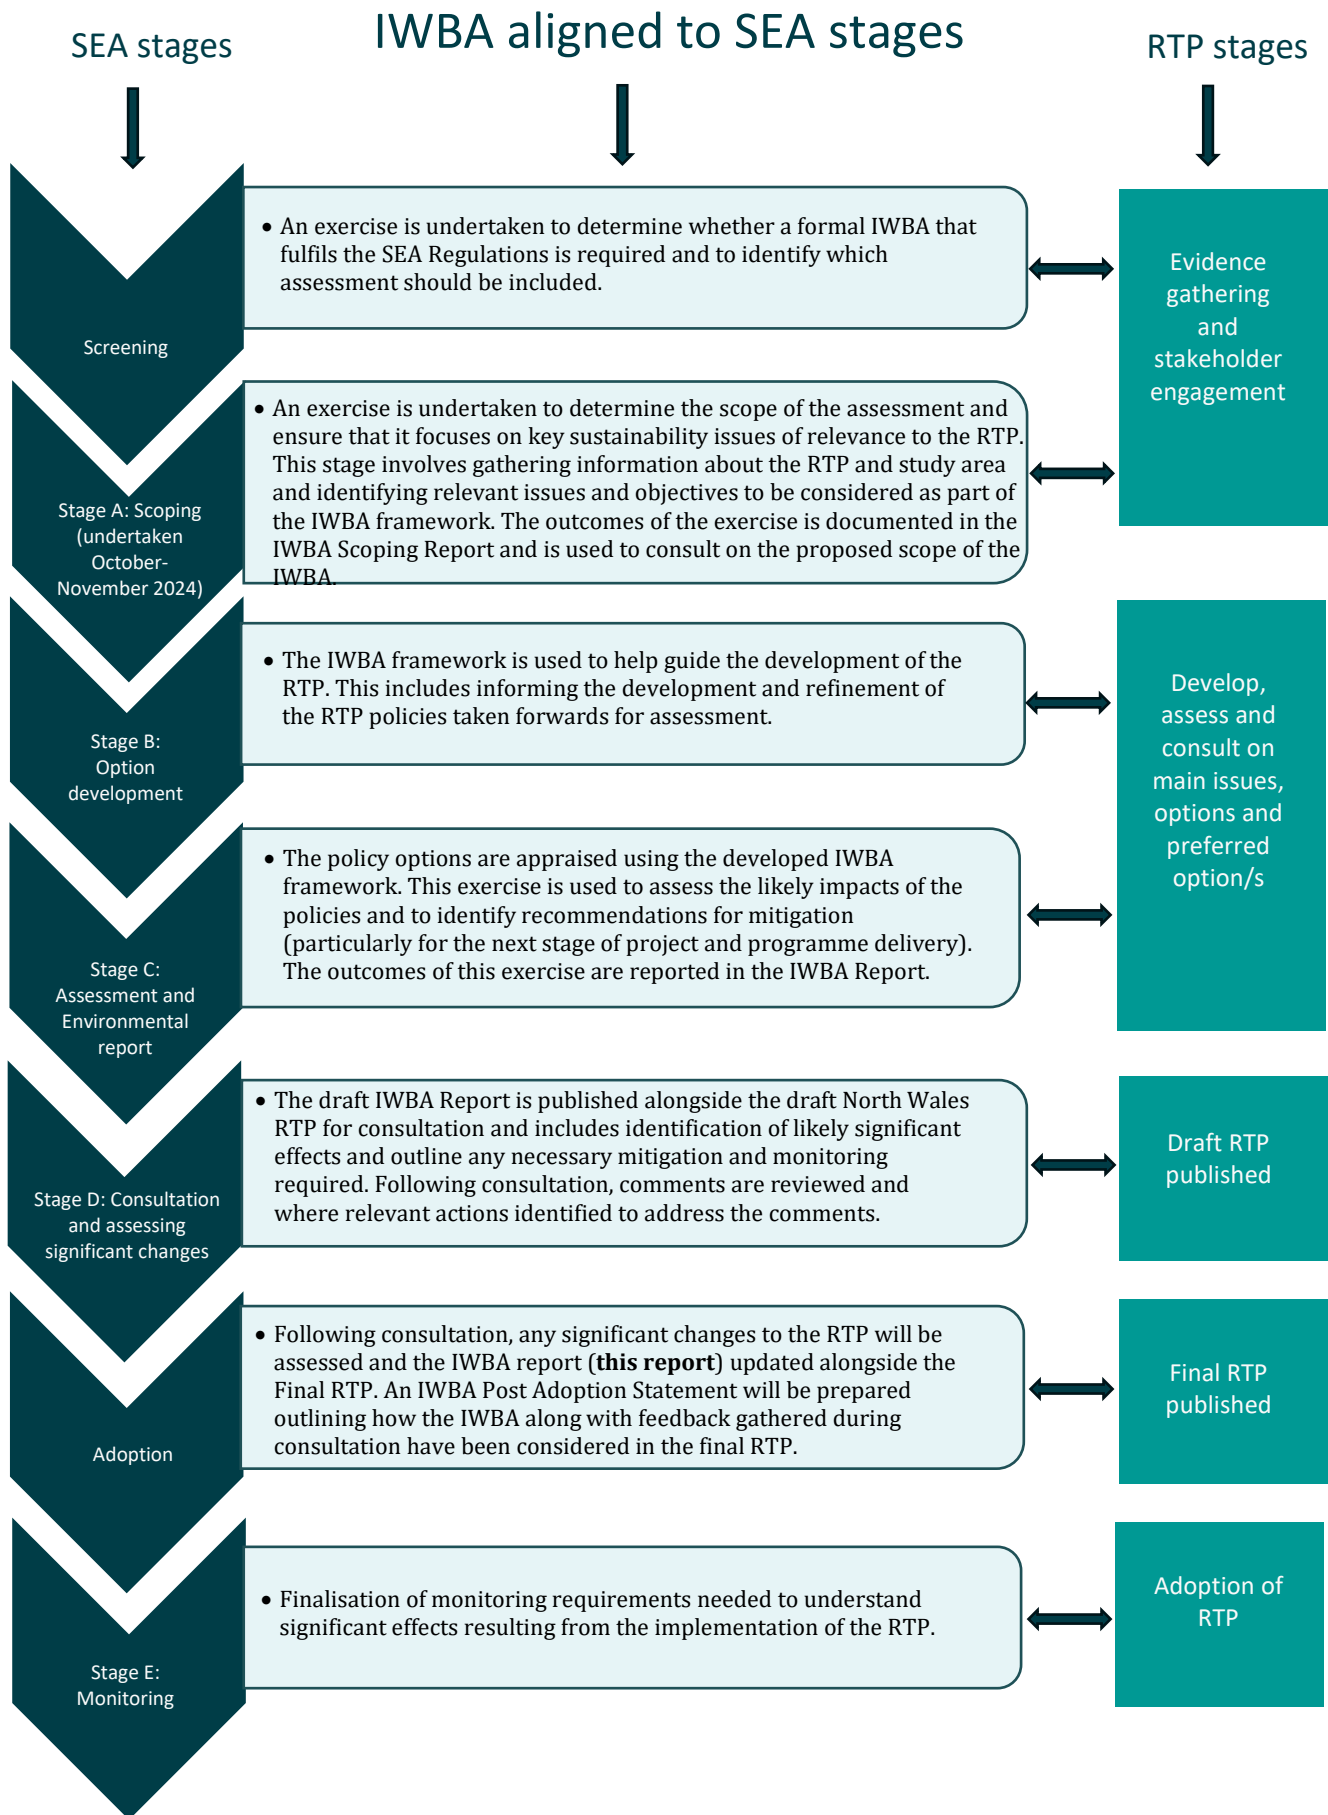 SEA stages
IWBA aligned to SEA stages
RTP stages
Screening
• An exercise is undertaken to determine whether a formal IWBA that
fulfils the SEA Regulations is required and to identify which
assessment should be included.
Evidence
gathering
and
stakeholder
engagement
Stage A: Scoping
(undertaken
October-
November 2024)
• An exercise is undertaken to determine the scope of the assessment and
ensure that it focuses on key sustainability issues of relevance to the RTP.
This stage involves gathering information about the RTP and study area
and identifying relevant issues and objectives to be considered as part of
the IWBA framework. The outcomes of the exercise is documented in the
IWBA Scoping Report and is used to consult on the proposed scope of the
IWBA.
Stage B:
Option
development
• The IWBA framework is used to help guide the development of the
RTP. This includes informing the development and refinement of
the RTP policies taken forwards for assessment.
Develop,
assess and
consult on
main issues,
options and
preferred
option/s
Stage C:
Assessment and
Environmental
report
• The policy options are appraised using the developed IWBA
framework. This exercise is used to assess the likely impacts of the
policies and to identify recommendations for mitigation
(particularly for the next stage of project and programme delivery).
The outcomes of this exercise are reported in the IWBA Report.
Stage D: Consultation
and assessing
significant changes
• The draft IWBA Report is published alongside the draft North Wales
RTP for consultation and includes identification of likely significant
effects and outline any necessary mitigation and monitoring
required. Following consultation, comments are reviewed and
where relevant actions identified to address the comments.
Draft RTP
published
Adoption
• Following consultation, any significant changes to the RTP will be
assessed and the IWBA report (this report) updated alongside the
Final RTP. An IWBA Post Adoption Statement will be prepared
outlining how the IWBA along with feedback gathered during
consultation have been considered in the final RTP.
Final RTP
published
Stage E:
Monitoring
• Finalisation of monitoring requirements needed to understand
significant effects resulting from the implementation of the RTP.
Adoption of
RTP